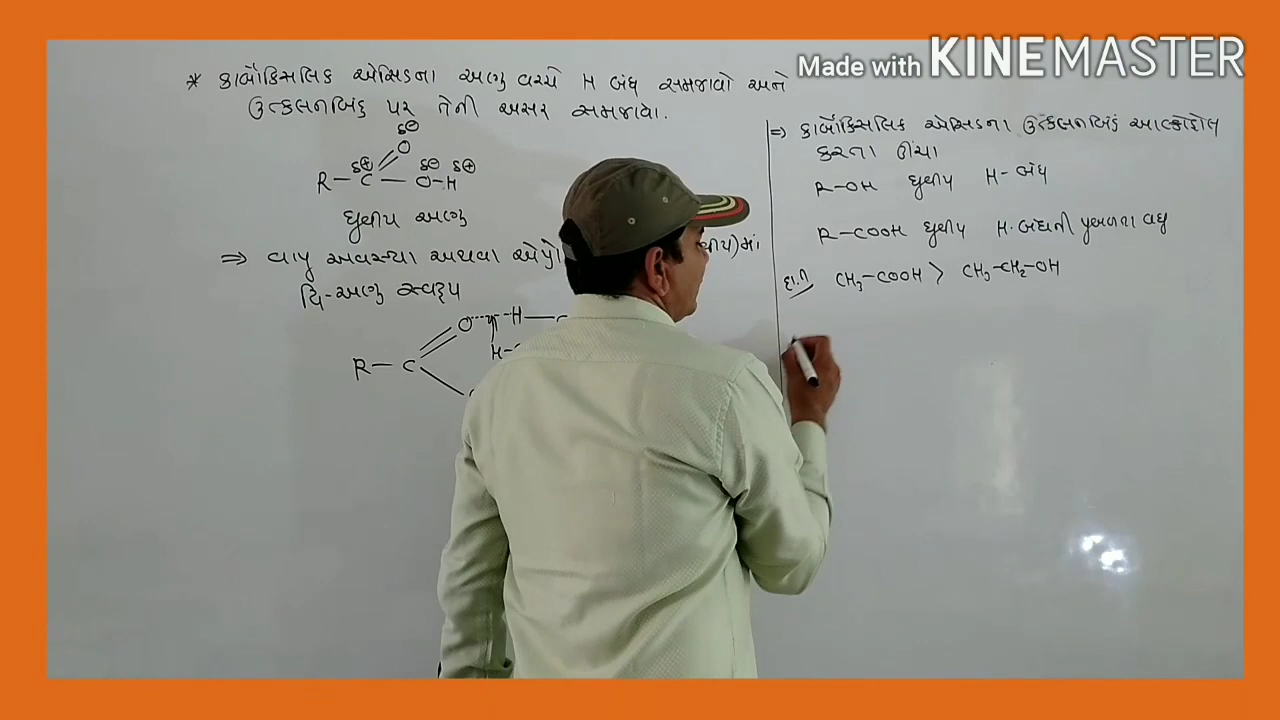 Made with KINEMASTER
* કાર્બોક્સિલિક એસિડના અણુ વચ્ચે H બંધ સમજાવો અને
ઉત્કલનબિંદુ પર તેની અસર સમજાવો.
δ⊖
O
δ⊕ δ⊖ δ⊕
R – C – O – H
ધ્રુવીય અણુ
⇒ વાયુ અવસ્થા અથવા એપ્રો માં
દ્વિ-અણુ સ્વરૂપ
O H – C
H –
R – C
⇒ કાર્બોક્સિલિક એસિડના ઉત્કલનબિંદુ આલ્કોહોલ
કરતા ઊંચા
R – OH ધ્રુવીય H – બંધ
R – COOH ધ્રુવીય H-બંધની પ્રબળતા વધુ
દા.ત CH₃ – COOH > CH₃ – CH₂ – OH